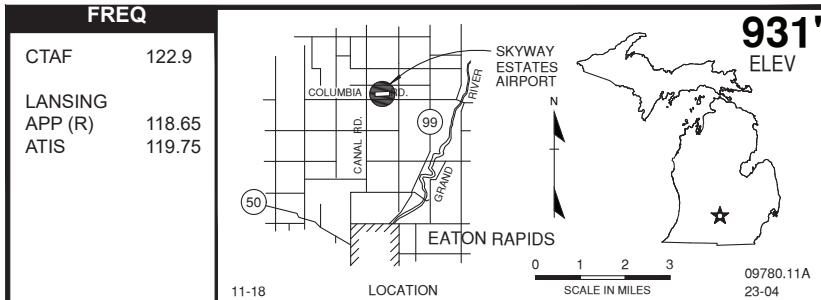 FREQ
CTAF 122.9
LANSING
APP (R) 118.65
ATIS 119.75
SKYWAY
ESTATES
AIRPORT
COLUMBIA RD.
CANAL RD.
RIVER
GRAND
99
50
N
EATON RAPIDS
0 1 2 3
SCALE IN MILES
11-18
LOCATION
931'
ELEV
09780.11A
23-04